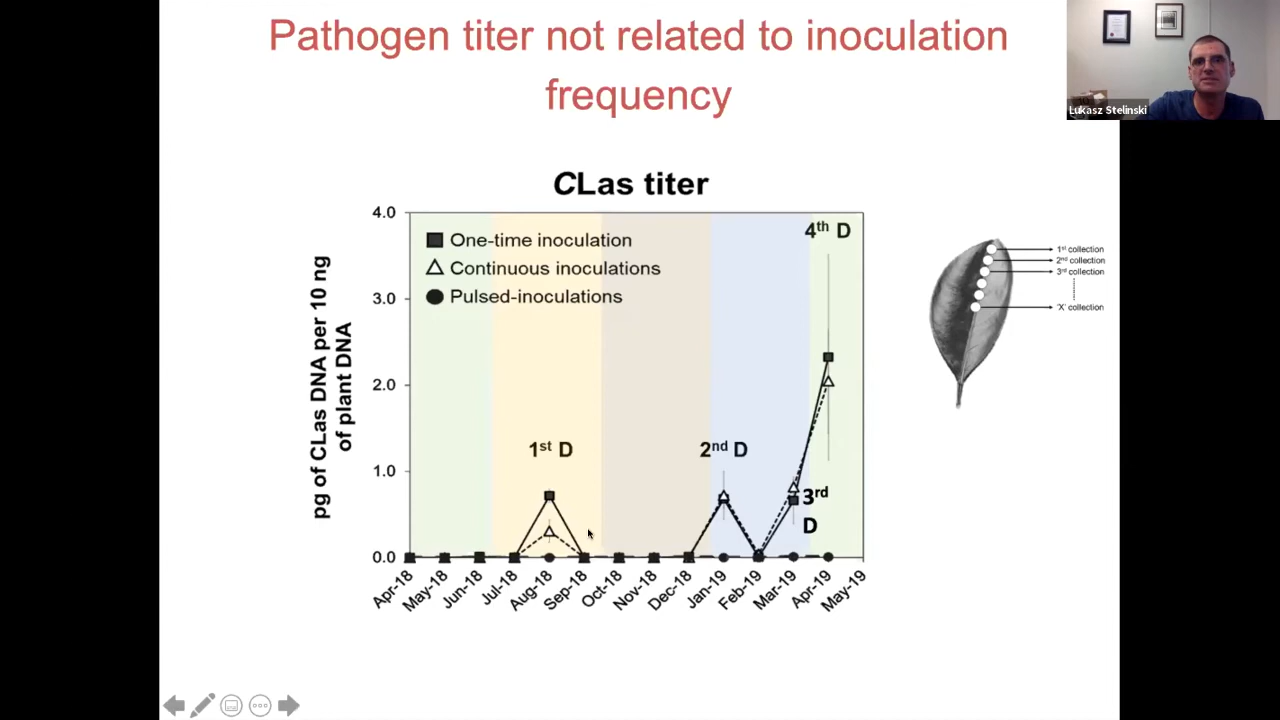 Pathogen titer not related to inoculation
frequency
Lukasz Stelinski
CLas titer
pg of CLas DNA per 10 ng
of plant DNA
4.0
3.0
2.0
1.0
0.0
One-time inoculation
Continuous inoculations
Pulsed-inoculations
1st D
2nd D
3rd
D
4th D
Apr-18
May-18
Jun-18
Jul-18
Aug-18
Sep-18
Oct-18
Nov-18
Dec-18
Jan-19
Feb-19
Mar-19
Apr-19
May-19
1st collection
2nd collection
3rd collection
'X' collection